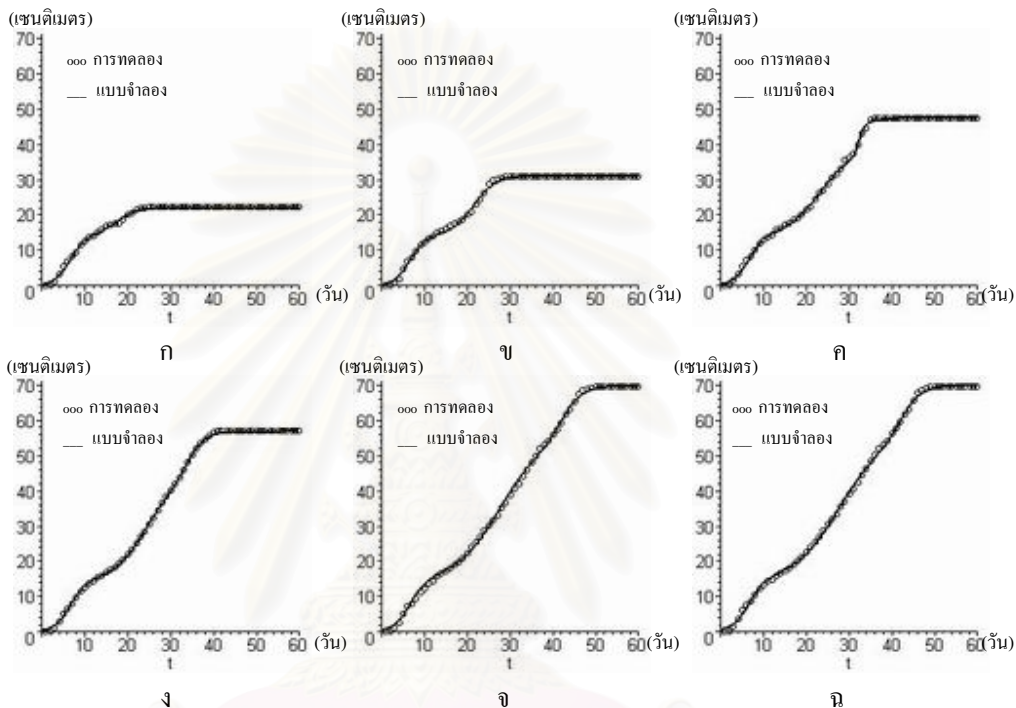 (เซนติเมตร) (เซนติเมตร) (เซนติเมตร)
70 70 70
ooo การทดลอง ooo การทดลอง ooo การทดลอง
60 60 60
__ แบบจำลอง __ แบบจำลอง __ แบบจำลอง
50 50 50
40 40 40
30 30 30
20 20 20
10 10 10
0 10 20 30 40 50 60 (วัน) 0 10 20 30 40 50 60 (วัน) 0 10 20 30 40 50 60 (วัน)
t t t
ก ข ค
(เซนติเมตร) (เซนติเมตร) (เซนติเมตร)
70 70 70
ooo การทดลอง ooo การทดลอง ooo การทดลอง
60 60 60
__ แบบจำลอง __ แบบจำลอง __ แบบจำลอง
50 50 50
40 40 40
30 30 30
20 20 20
10 10 10
0 10 20 30 40 50 60 (วัน) 0 10 20 30 40 50 60 (วัน) 0 10 20 30 40 50 60 (วัน)
t t t
ง จ ฉ